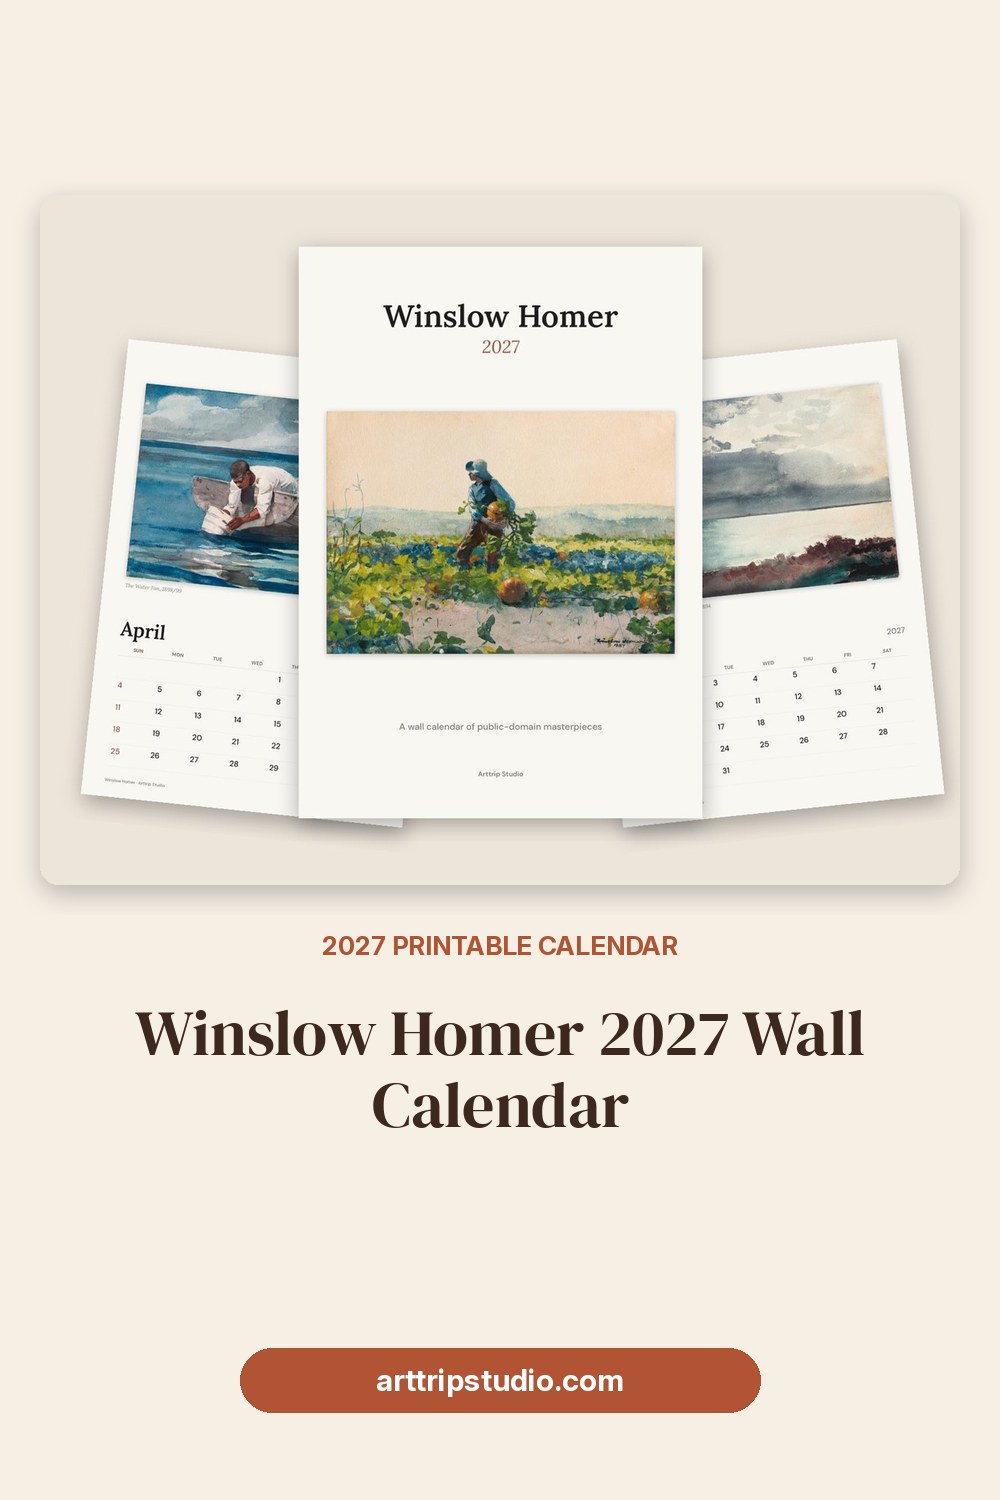 Winslow Homer
2027
A wall calendar of public-domain masterpieces
Arttrip Studio
The Water Fan, 1898/99
April
SUN MON TUE WED
1
4 5 6 7 8
11 12 13 14 15
18 19 20 21 22
25 26 27 28 29
Winslow Homer · Arttrip Studio
2027
TUE WED THU FRI SAT
3 4 5 6 7
10 11 12 13 14
17 18 19 20 21
24 25 26 27 28
31
2027 PRINTABLE CALENDAR
Winslow Homer 2027 Wall
Calendar
arttripstudio.com